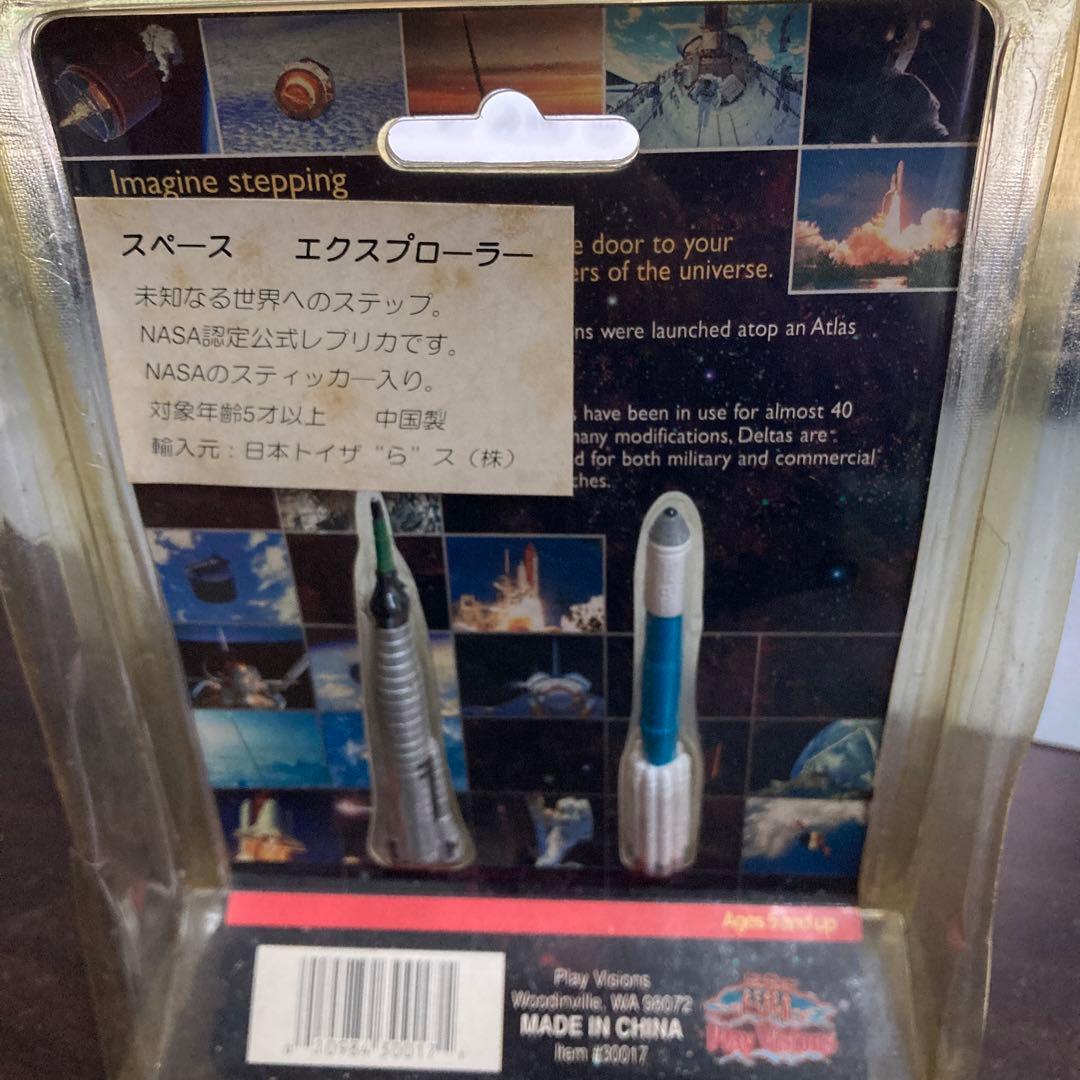 Imagine stepping
スペース　エクスプローラー
未知なる世界へのステップ。
NASA認定公式レプリカです。
NASAのスティッカー入り。
対象年齢5才以上　中国製
輸入元：日本トイザ“ら”ス（株）
e door to your
ers of the universe.
ns were launched atop an Atlas
s have been in use for almost 40
many modifications, Deltas are
d for both military and commercial
ches.
Ages 5 and up
Play Visions
Woodinville, WA 98072
MADE IN CHINA
Item #30017
Play Visions